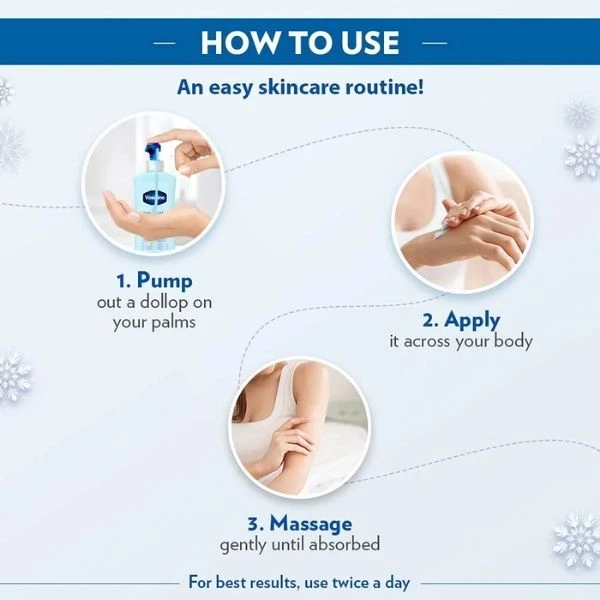 HOW TO USE
An easy skincare routine!
Vaseline
1. Pump
out a dollop on
your palms
2. Apply
it across your body
3. Massage
gently until absorbed
For best results, use twice a day